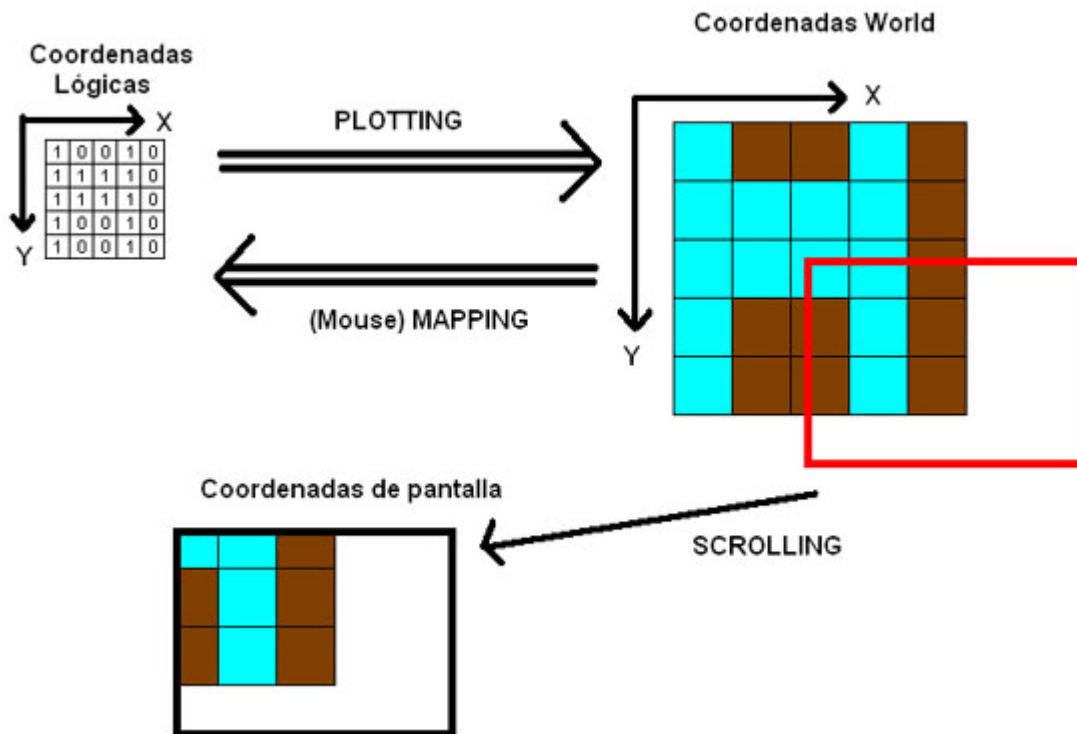 Coordenadas World
Coordenadas
Lógicas
X
PLOTTING
X
1 0 0 1 0
1 1 1 1 0
1 1 1 1 0
1 0 0 1 0
1 0 0 1 0
Y
(Mouse) MAPPING
Y
Coordenadas de pantalla
SCROLLING